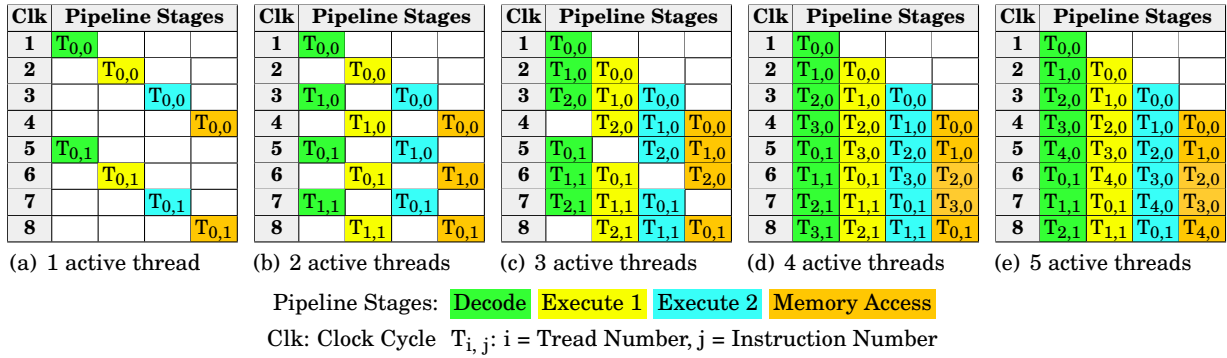 Clk Pipeline Stages
1 T0,0
2 T0,0
3 T0,0
4 T0,0
5 T0,1
6 T0,1
7 T0,1
8 T0,1
(a) 1 active thread
Clk Pipeline Stages
1 T0,0
2 T0,0
3 T1,0 T0,0
4 T1,0 T0,0
5 T0,1 T1,0
6 T0,1 T1,0
7 T1,1 T0,1
8 T1,1 T0,1
(b) 2 active threads
Clk Pipeline Stages
1 T0,0
2 T1,0 T0,0
3 T2,0 T1,0 T0,0
4 T2,0 T1,0 T0,0
5 T0,1 T2,0 T1,0
6 T1,1 T0,1 T2,0
7 T2,1 T1,1 T0,1
8 T2,1 T1,1 T0,1
(c) 3 active threads
Clk Pipeline Stages
1 T0,0
2 T1,0 T0,0
3 T2,0 T1,0 T0,0
4 T3,0 T2,0 T1,0 T0,0
5 T0,1 T3,0 T2,0 T1,0
6 T1,1 T0,1 T3,0 T2,0
7 T2,1 T1,1 T0,1 T3,0
8 T3,1 T2,1 T1,1 T0,1
(d) 4 active threads
Clk Pipeline Stages
1 T0,0
2 T1,0 T0,0
3 T2,0 T1,0 T0,0
4 T3,0 T2,0 T1,0 T0,0
5 T4,0 T3,0 T2,0 T1,0
6 T0,1 T4,0 T3,0 T2,0
7 T1,1 T0,1 T4,0 T3,0
8 T2,1 T1,1 T0,1 T4,0
(e) 5 active threads
Pipeline Stages: Decode Execute 1 Execute 2 Memory Access
Clk: Clock Cycle Ti, j: i = Tread Number, j = Instruction Number